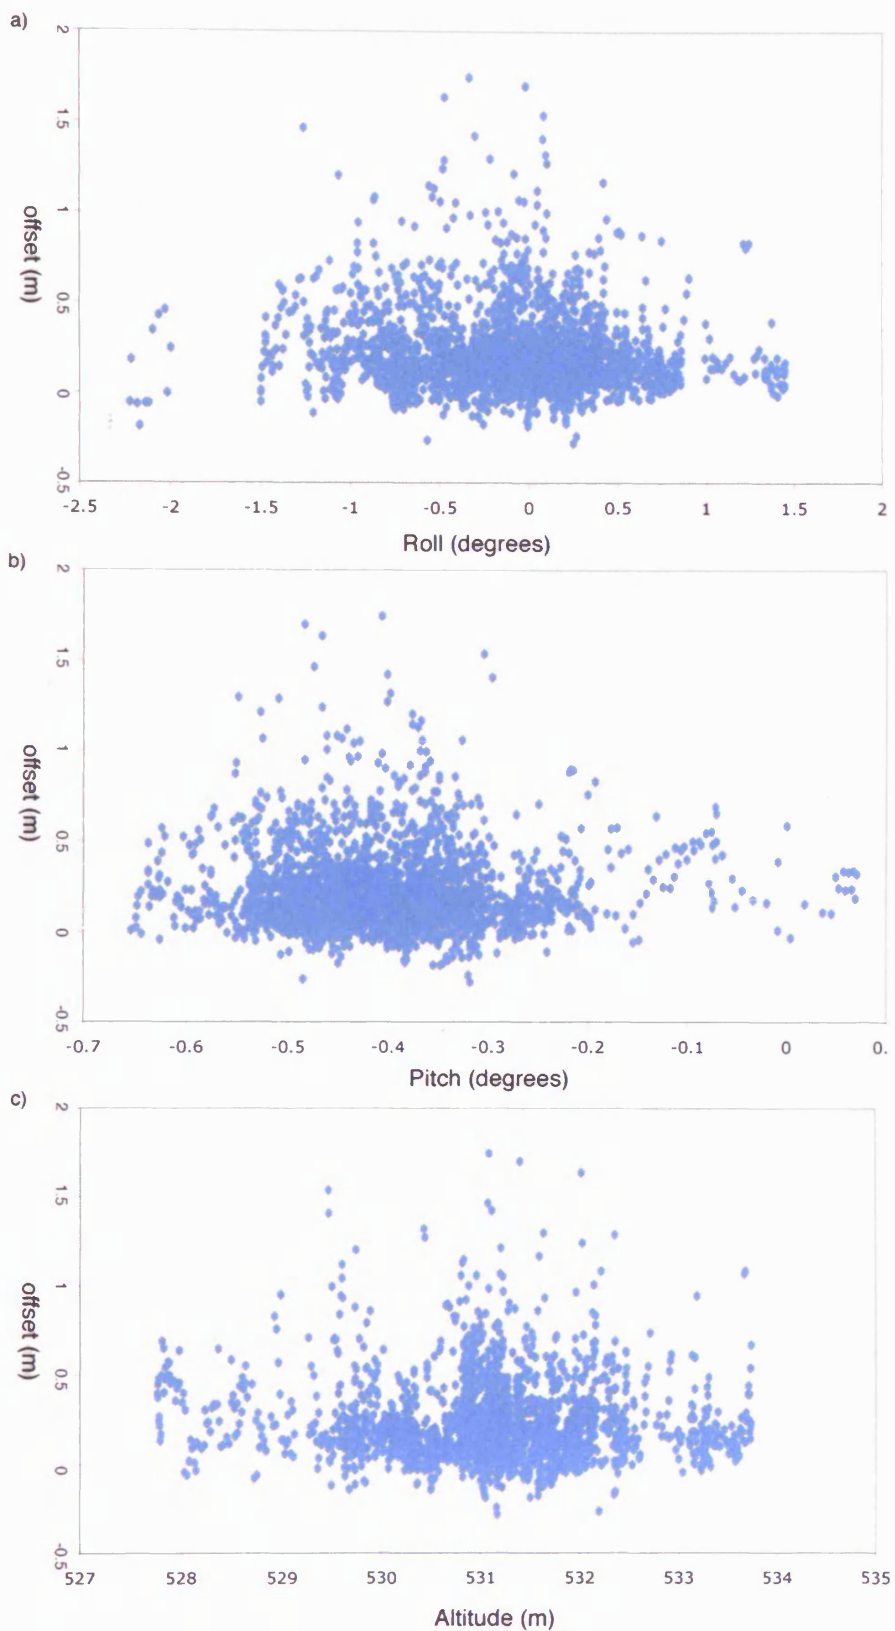 a)
2
1.5
1
0.5
0
-0.5
offset (m)
-2.5 -2 -1.5 -1 -0.5 0 0.5 1 1.5 2
Roll (degrees)
b)
2
1.5
1
0.5
0
-0.5
offset (m)
-0.7 -0.6 -0.5 -0.4 -0.3 -0.2 -0.1 0 0.
Pitch (degrees)
c)
2
1.5
1
0.5
0
-0.5
offset (m)
527 528 529 530 531 532 533 534 535
Altitude (m)